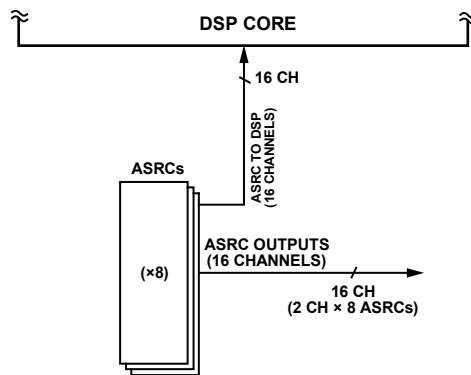 DSP CORE
16 CH
ASRC TO DSP
(16 CHANNELS)
ASRCs
(×8)
ASRC OUTPUTS
(16 CHANNELS)
16 CH
(2 CH × 8 ASRCs)